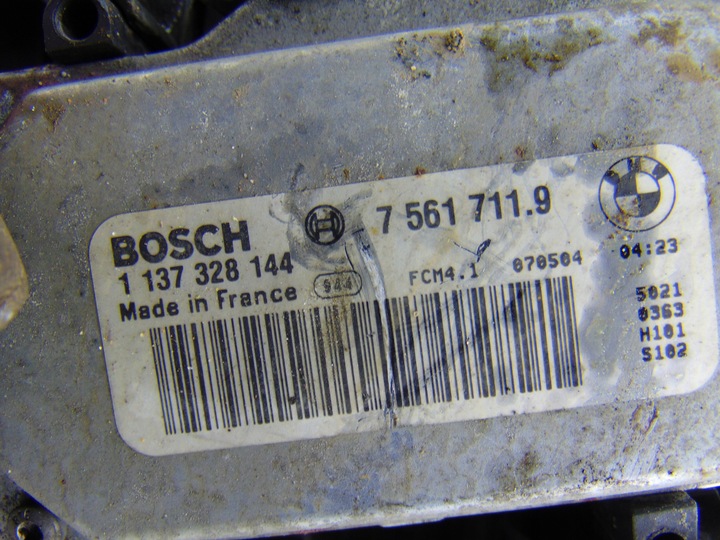 BOSCH 7 561 711.9
1 137 328 144 FCM4.1 070504 04:23
Made in France 944
5021
0363
H101
S102